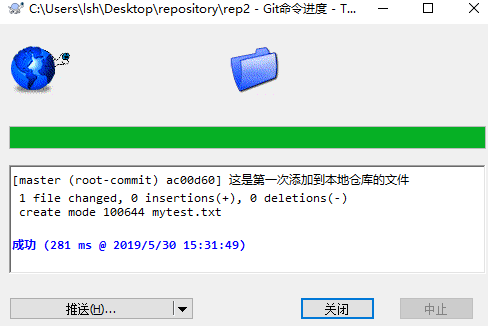 C:\Users\lsh\Desktop\repository\rep2 - Git命令进度 - T...
[master (root-commit) ac00d60] 这是第一次添加到本地仓库的文件
1 file changed, 0 insertions(+), 0 deletions(-)
create mode 100644 mytest.txt
成功 (281 ms @ 2019/5/30 15:31:49)
推送(H)... 关闭 中止